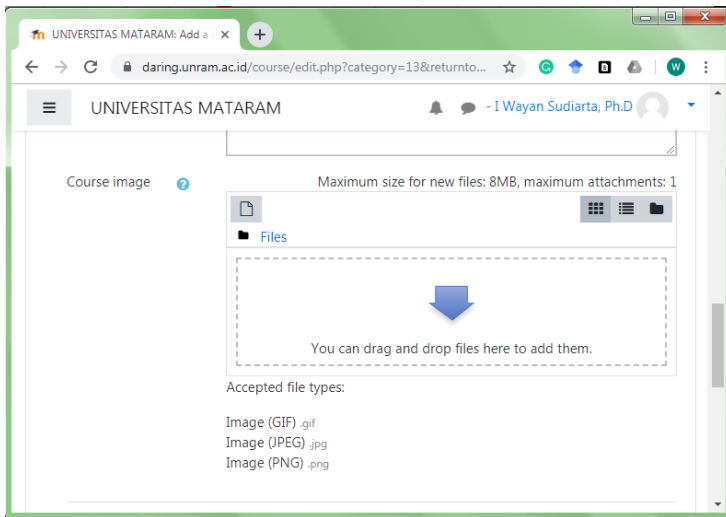 UNIVERSITAS MATARAM: Add a
daring.unram.ac.id/course/edit.php?category=13&returnto...
W
UNIVERSITAS MATARAM
- I Wayan Sudiarta, Ph.D
Course image
Maximum size for new files: 8MB, maximum attachments: 1
Files
You can drag and drop files here to add them.
Accepted file types:
Image (GIF) .gif
Image (JPEG) .jpg
Image (PNG) .png